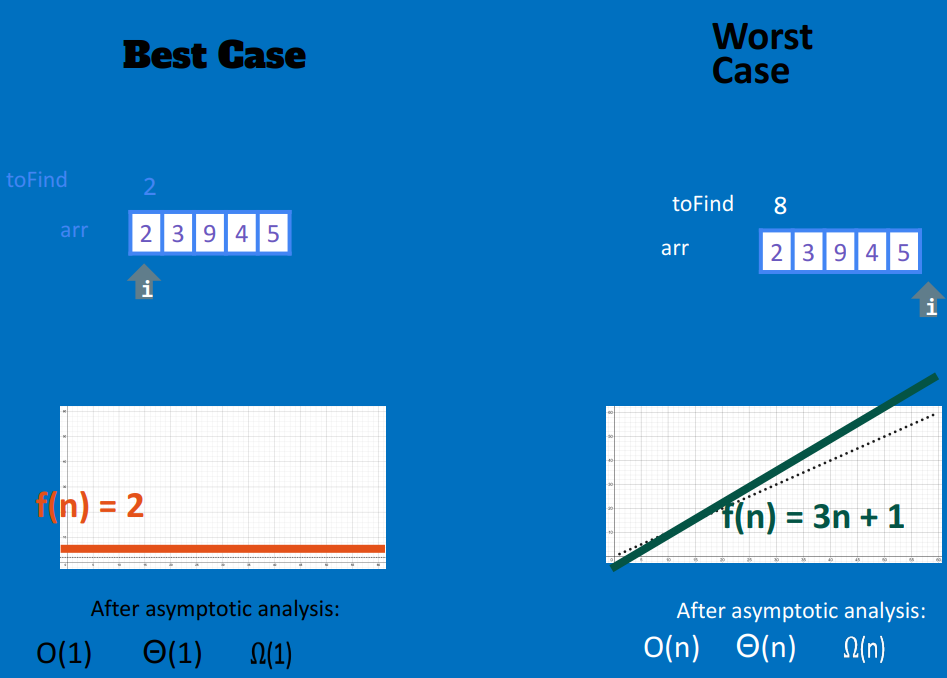 Best Case
toFind 2
arr 2 3 9 4 5
i
f(n) = 2
After asymptotic analysis:
O(1) Θ(1) Ω(1)
Worst
Case
toFind 8
arr 2 3 9 4 5
i
f(n) = 3n + 1
After asymptotic analysis:
O(n) Θ(n) Ω(n)